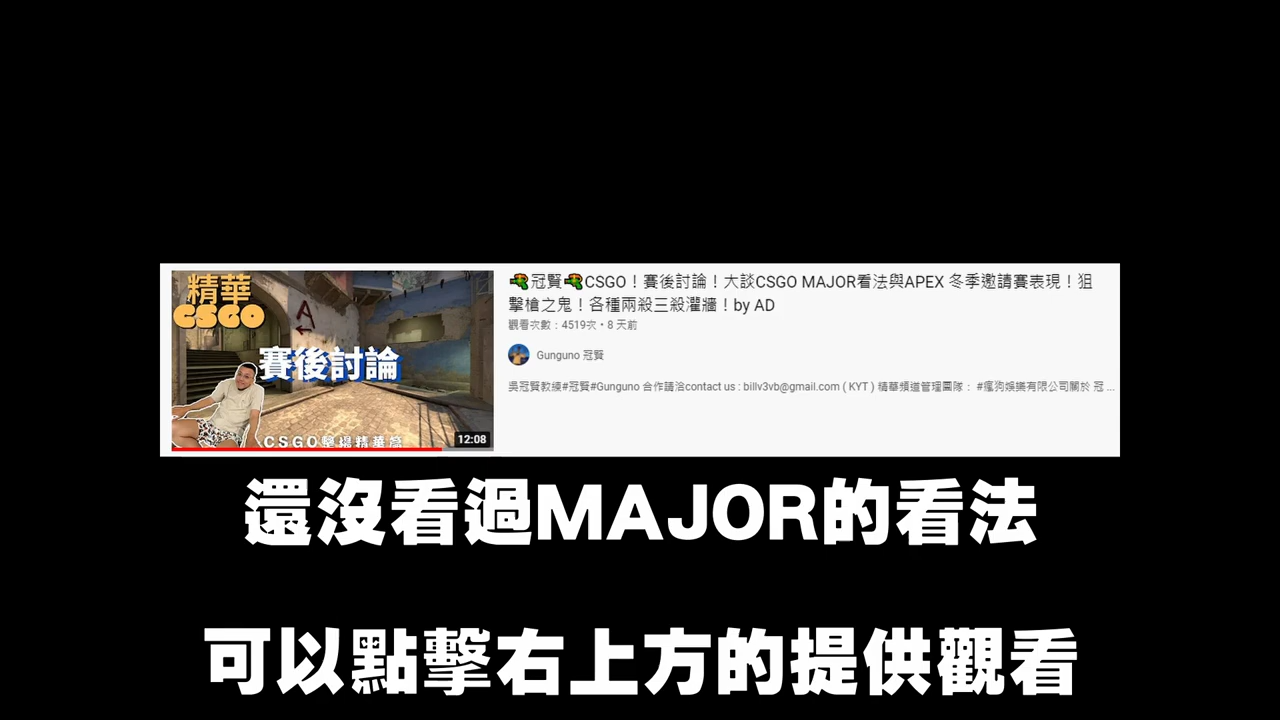 精華
CSGO
賽後討論
CSGO壓場精華篇
12:08
冠賢 CSGO！賽後討論！大談CSGO MAJOR看法與APEX 冬季邀請賽表現！狙
擊槍之鬼！各種兩殺三殺灌牆！by AD
觀看次數：4519次・8 天前
Gunguno 冠賢
吳冠賢教練#冠賢#Gunguno 合作請洽contact us : billv3vb@gmail.com ( KYT ) 精華頻道管理團隊： #瘋狗娛樂有限公司關於 冠 ...
還沒看過MAJOR的看法
可以點擊右上方的提供觀看